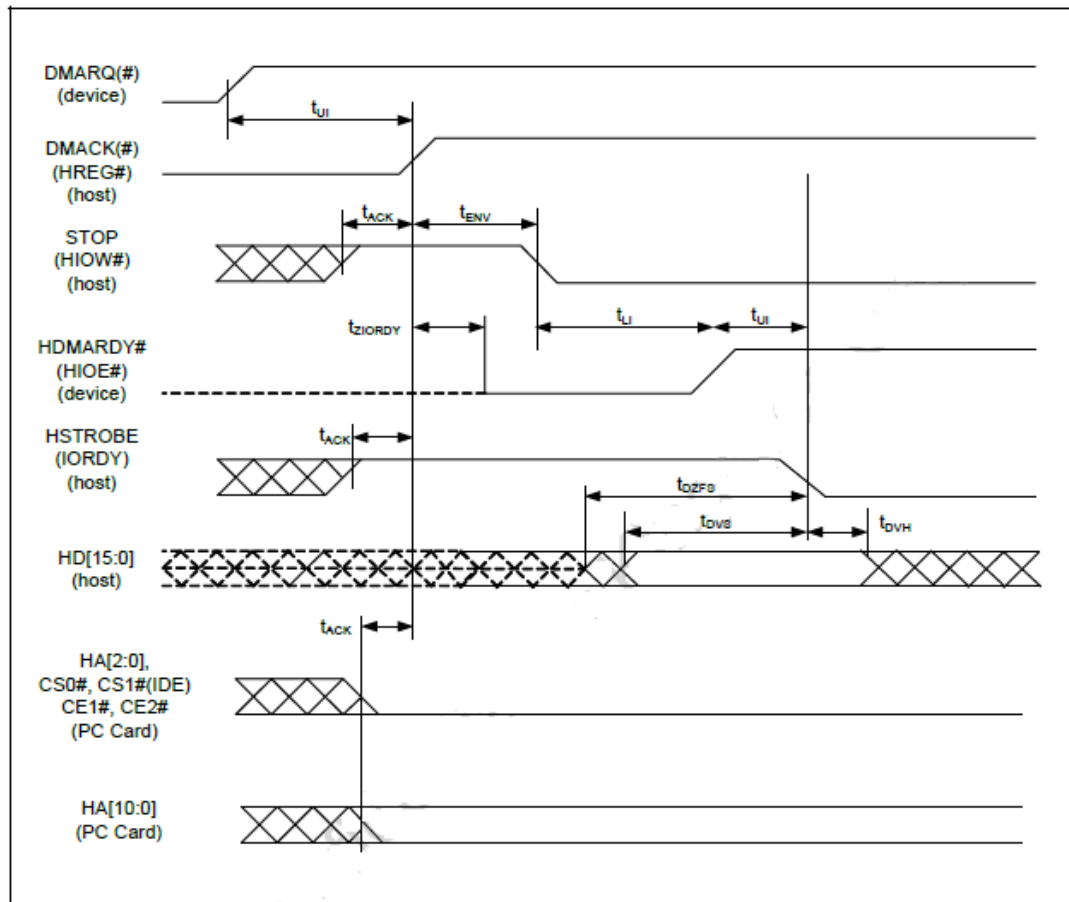 DMARQ(#)
(device)
tUI
DMACK(#)
(HREG#)
(host)
tACK
tENV
STOP
(HIOW#)
(host)
tZIORDY
tLI
tUI
HDMARDY#
(HIOE#)
(device)
HSTROBE
(IORDY)
(host)
tACK
tDZFS
tDVS
tDVH
HD[15:0]
(host)
tACK
HA[2:0],
CS0#, CS1#(IDE)
CE1#, CE2#
(PC Card)
HA[10:0]
(PC Card)